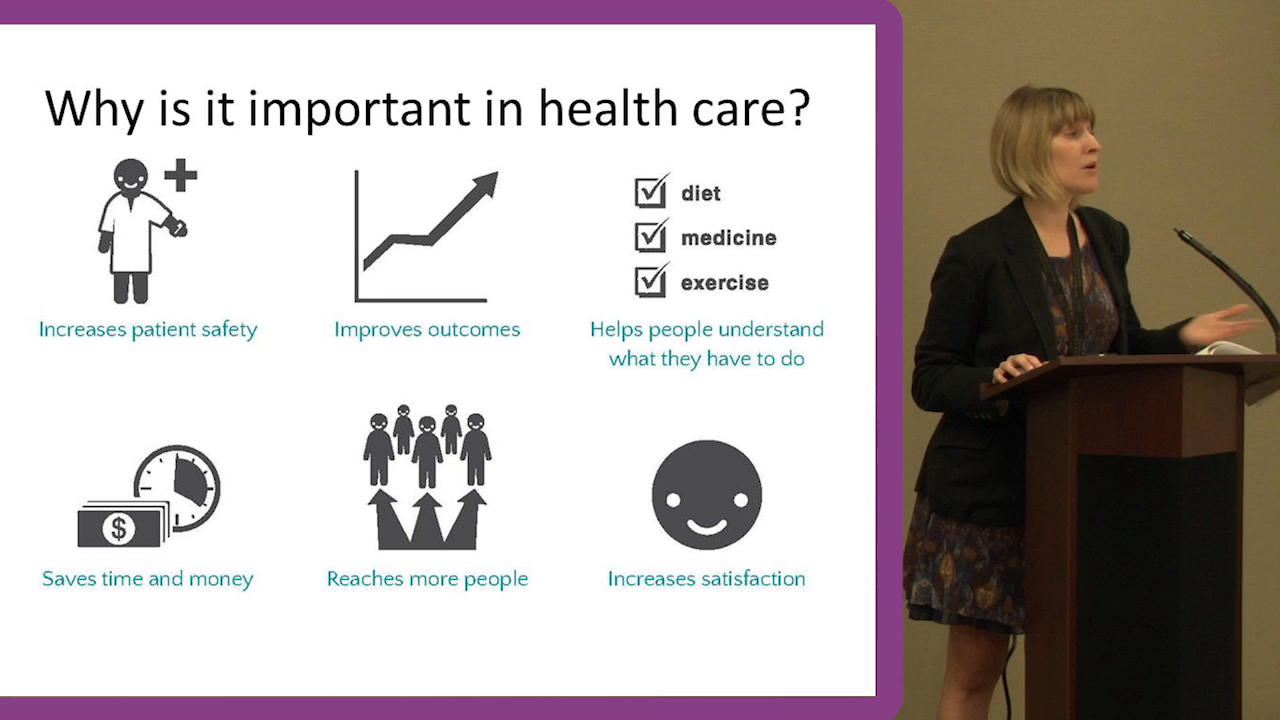 Why is it important in health care?
diet
medicine
exercise
Increases patient safety
Improves outcomes
Helps people understand
what they have to do
$
Saves time and money
Reaches more people
Increases satisfaction